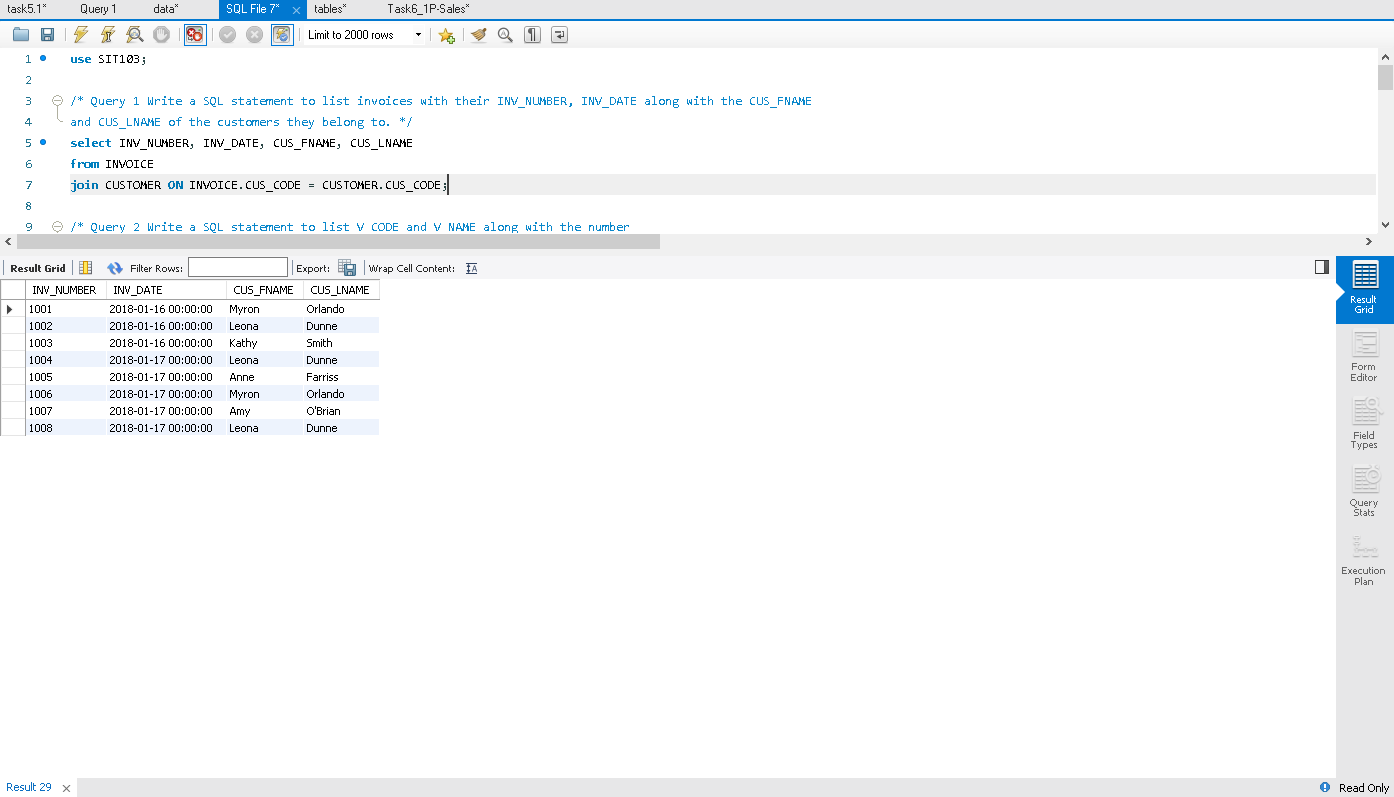 task5.1* Query 1 data* SQL File 7* tables* Task6_1P-Sales*
Limit to 2000 rows
1 use SIT103;
2
3 /* Query 1 Write a SQL statement to list invoices with their INV_NUMBER, INV_DATE along with the CUS_FNAME
4 and CUS_LNAME of the customers they belong to. */
5 select INV_NUMBER, INV_DATE, CUS_FNAME, CUS_LNAME
6 from INVOICE
7 join CUSTOMER ON INVOICE.CUS_CODE = CUSTOMER.CUS_CODE;
8
9 /* Query 2 Write a SQL statement to list V_CODE and V_NAME along with the number
Result Grid Filter Rows: Export: Wrap Cell Content:
INV_NUMBER INV_DATE CUS_FNAME CUS_LNAME
1001 2018-01-16 00:00:00 Myron Orlando
1002 2018-01-16 00:00:00 Leona Dunne
1003 2018-01-16 00:00:00 Kathy Smith
1004 2018-01-17 00:00:00 Leona Dunne
1005 2018-01-17 00:00:00 Anne Farriss
1006 2018-01-17 00:00:00 Myron Orlando
1007 2018-01-17 00:00:00 Amy O'Brian
1008 2018-01-17 00:00:00 Leona Dunne
Result
Grid
Form
Editor
Field
Types
Query
Stats
Execution
Plan
Result 29 Read Only